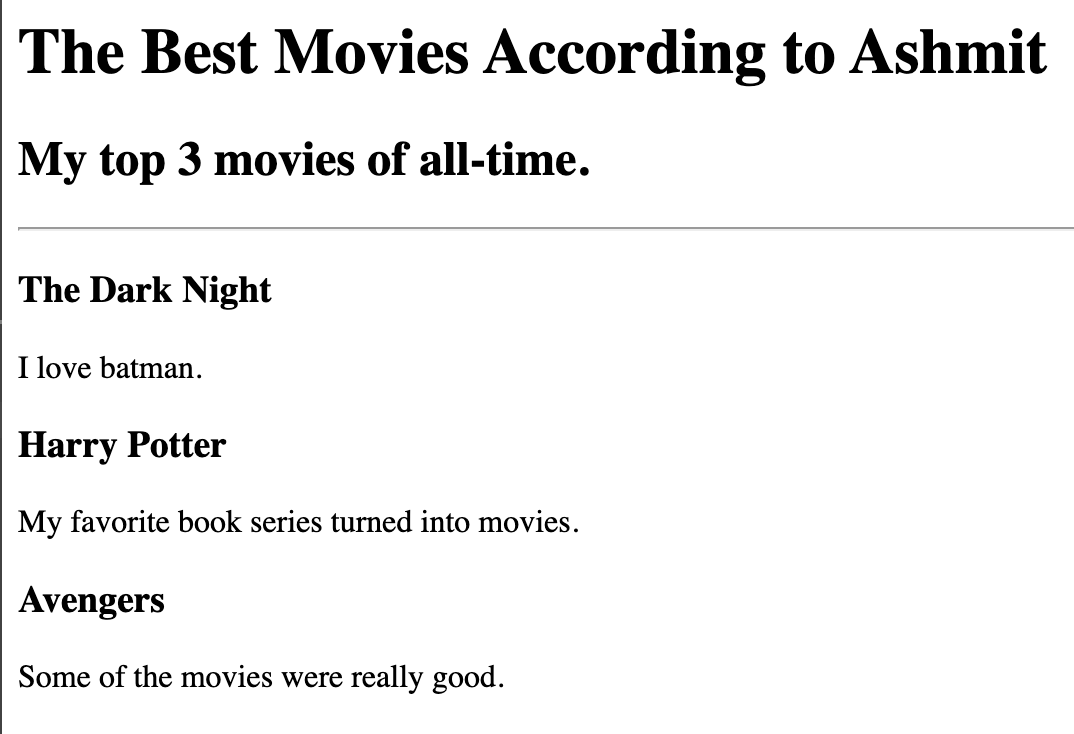 The Best Movies According to Ashmit
My top 3 movies of all-time.
The Dark Night
I love batman.
Harry Potter
My favorite book series turned into movies.
Avengers
Some of the movies were really good.